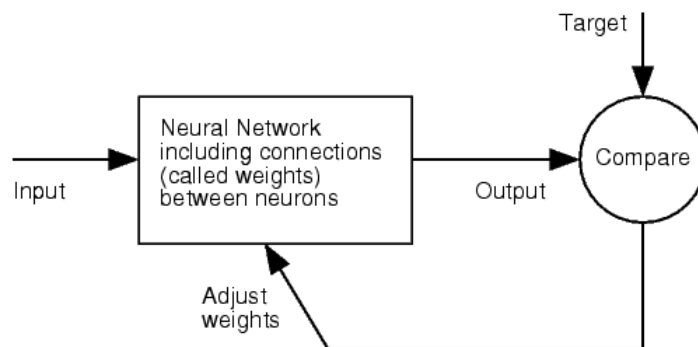 Target
Neural Network
including connections
(called weights)
between neurons
Compare
Input
Output
Adjust
weights